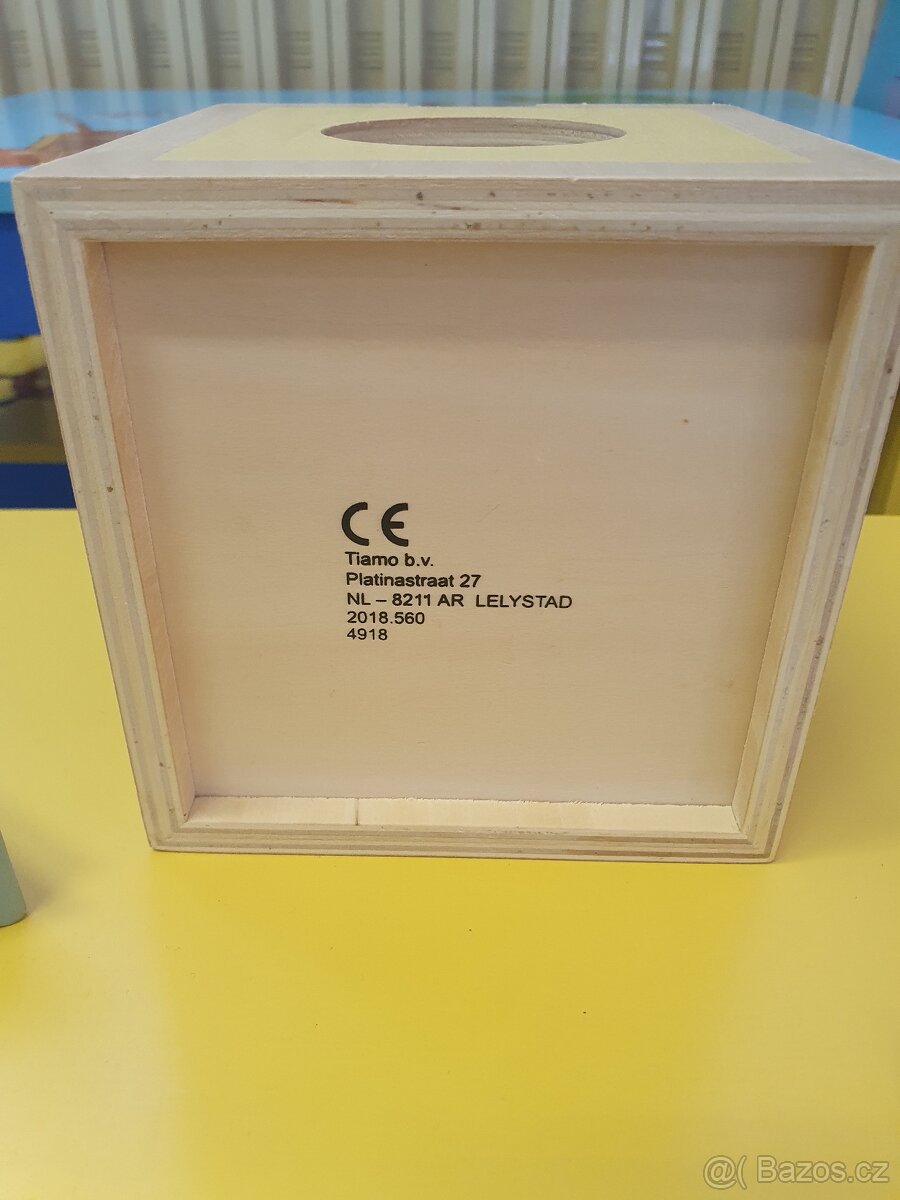 CE
Tiamo b.v.
Platinastraat 27
NL – 8211 AR LELYSTAD
2018.560
4918
@( Bazos.cz